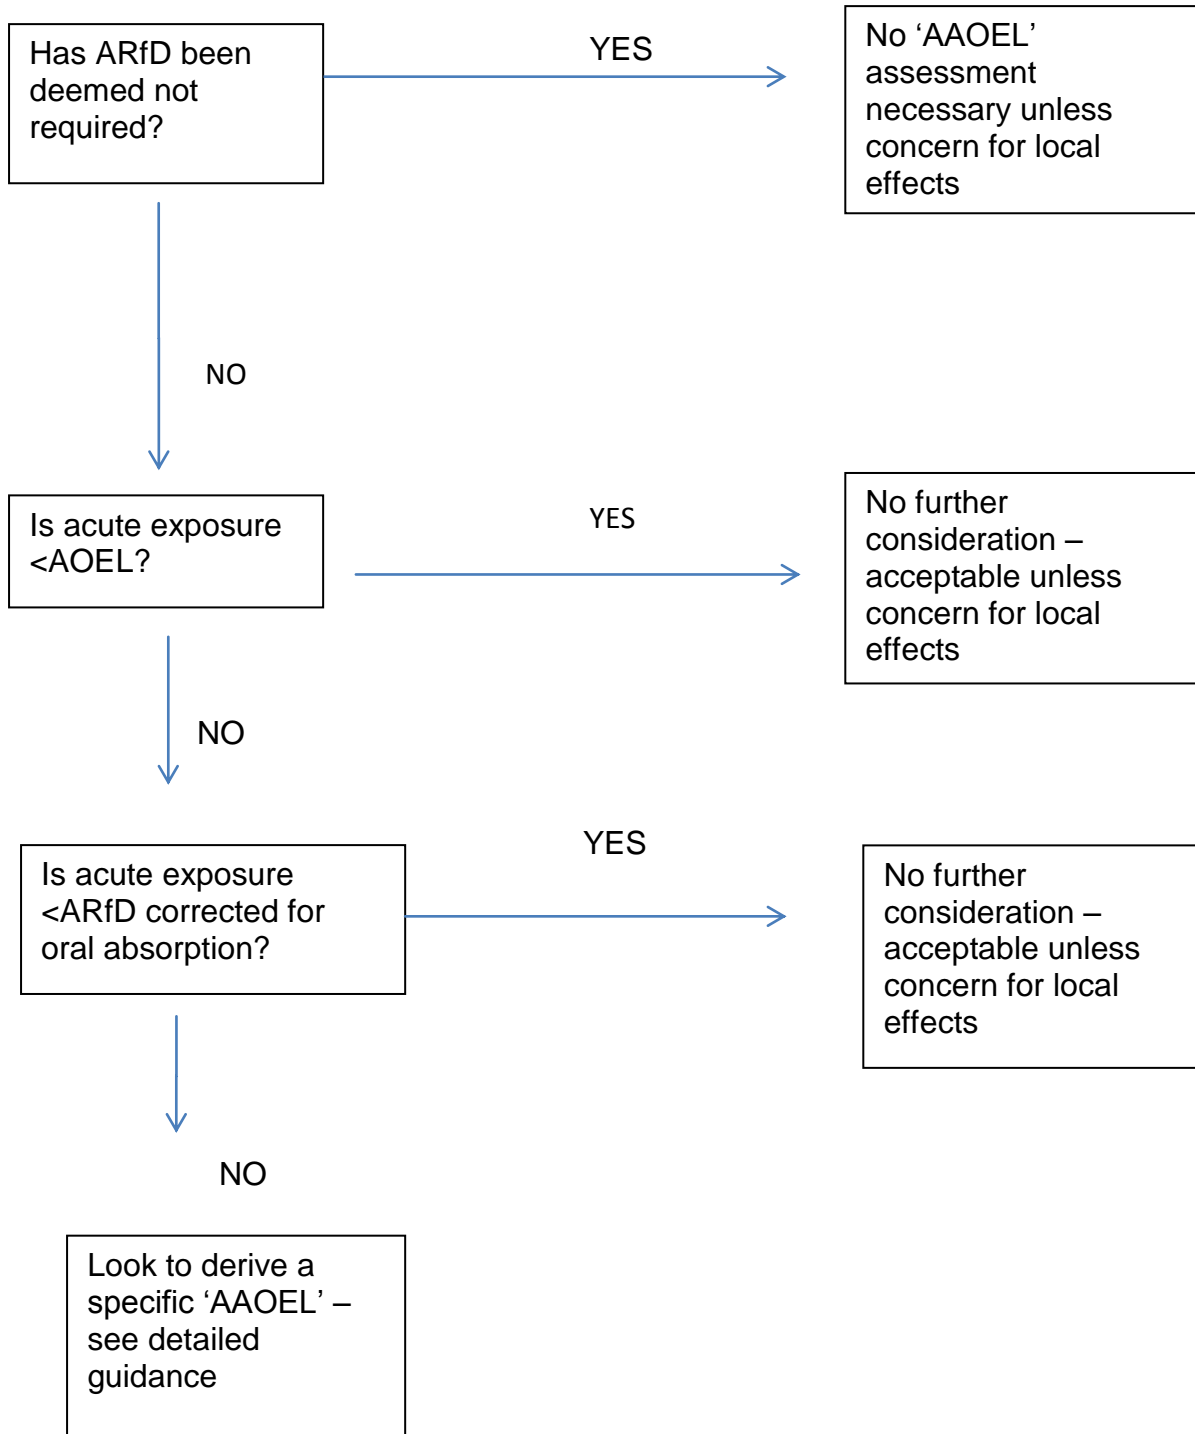 Has ARfD been
deemed not
required?
YES
No ‘AAOEL’
assessment
necessary unless
concern for local
effects
NO
Is acute exposure
<AOEL?
YES
No further
consideration –
acceptable unless
concern for local
effects
NO
Is acute exposure
<ARfD corrected for
oral absorption?
YES
No further
consideration –
acceptable unless
concern for local
effects
NO
Look to derive a
specific ‘AAOEL’ –
see detailed
guidance